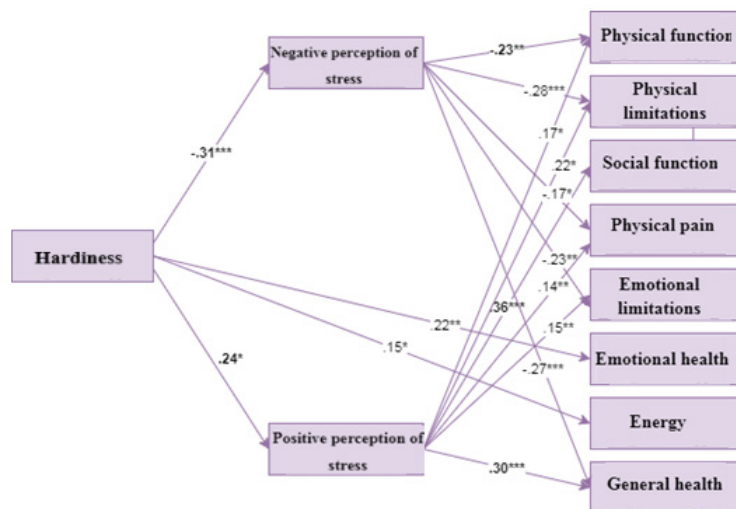 Negative perception of
stress
Physical function
Physical
limitations
Social function
Physical pain
Emotional
limitations
Emotional health
Energy
General health
Hardiness
Positive perception of
stress
-.31***
.24*
-.23**
-.28***
.17*
.22*
-.17*
-.23**
.14**
.36***
.15**
.22**
.15*
-.27***
.30***